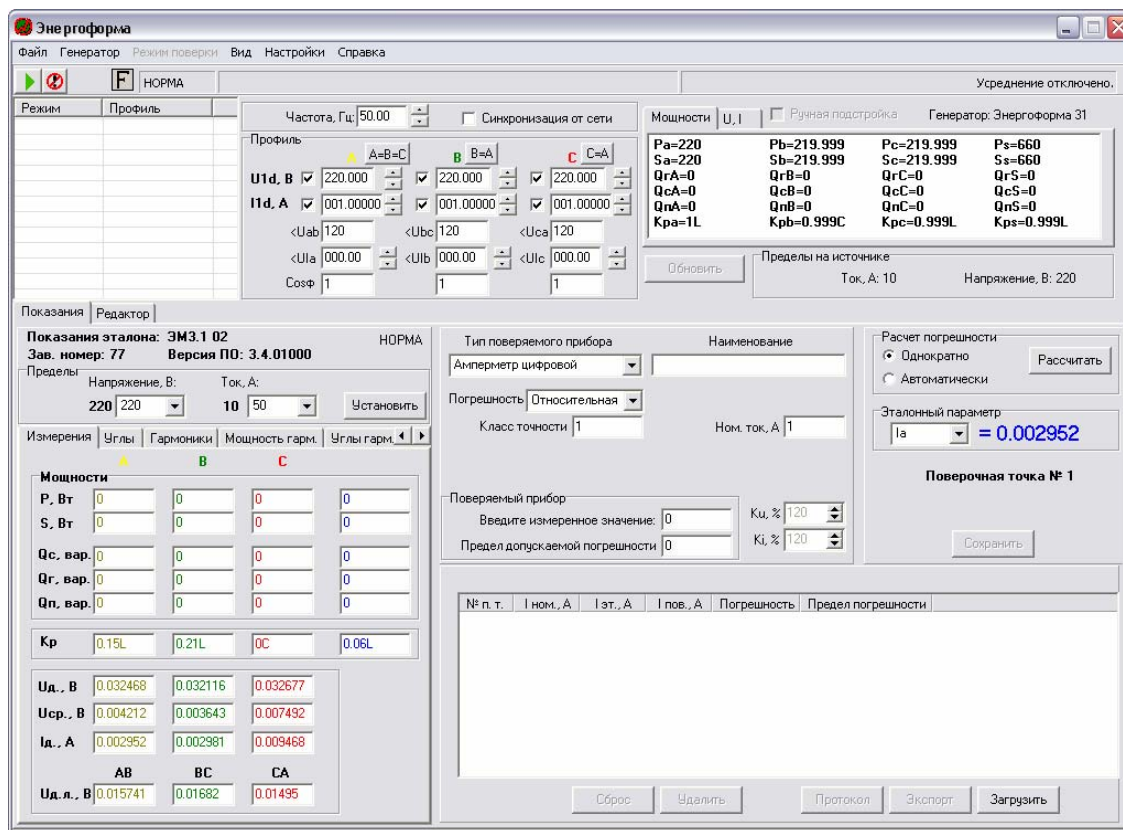 Энергоформа
Файл Генератор Режим поверки Вид Настройки Справка
F НОРМА Усреднение отключено.
Режим Профиль
Частота, Гц: 50.00 Синхронизация от сети
Профиль
A A=B=C B B=A C C=A
U1d, В 220.000 220.000 220.000
I1d, А 001.00000 001.00000 001.00000
<Uab 120 <Ubc 120 <Uca 120
<UIa 000.00 <UIb 000.00 <UIc 000.00
CosФ 1 1 1
Мощности U, I Ручная подстройка Генератор: Энергоформа 31
Pa=220 Pb=219.999 Pc=219.999 Ps=660
Sa=220 Sb=219.999 Sc=219.999 Ss=660
QrA=0 QrB=0 QrC=0 QrS=0
QcA=0 QcB=0 QcC=0 QcS=0
QnA=0 QnB=0 QnC=0 QnS=0
Kpa=1L Kpb=0.999C Kpc=0.999L Kps=0.999L
Обновить
Пределы на источнике
Ток, А: 10 Напряжение, В: 220
Показания Редактор
Показания эталона: ЭМ3.1 02 НОРМА
Зав. номер: 77 Версия ПО: 3.4.01000
Пределы
Напряжение, В: Ток, А:
220 220 10 50 Установить
Измерения Углы Гармоники Мощность гарм. Углы гарм.
A B C
Мощности
P, Вт 0 0 0 0
S, Вт 0 0 0 0
Qс, вар. 0 0 0 0
Qг, вар. 0 0 0 0
Qп, вар. 0 0 0 0
Кр 0.15L 0.21L 0C 0.06L
Uд., В 0.032468 0.032116 0.032677
Uср., В 0.004212 0.003643 0.007492
Iд., А 0.002952 0.002981 0.009468
AB BC CA
Uд.л., В 0.015741 0.01682 0.01495
Тип поверяемого прибора Наименование
Амперметр цифровой
Погрешность Относительная
Класс точности 1 Ном. ток, А 1
Поверяемый прибор
Введите измеренное значение: 0
Предел допускаемой погрешности 0
Ku, % 120
Ki, % 120
Расчет погрешности
Однократно Рассчитать
Автоматически
Эталонный параметр
Ia = 0.002952
Поверочная точка № 1
Сохранить
№ п. т. I ном., А I эт., А I пов., А Погрешность Предел погрешности
Сброс Удалить Протокол Экспорт Загрузить